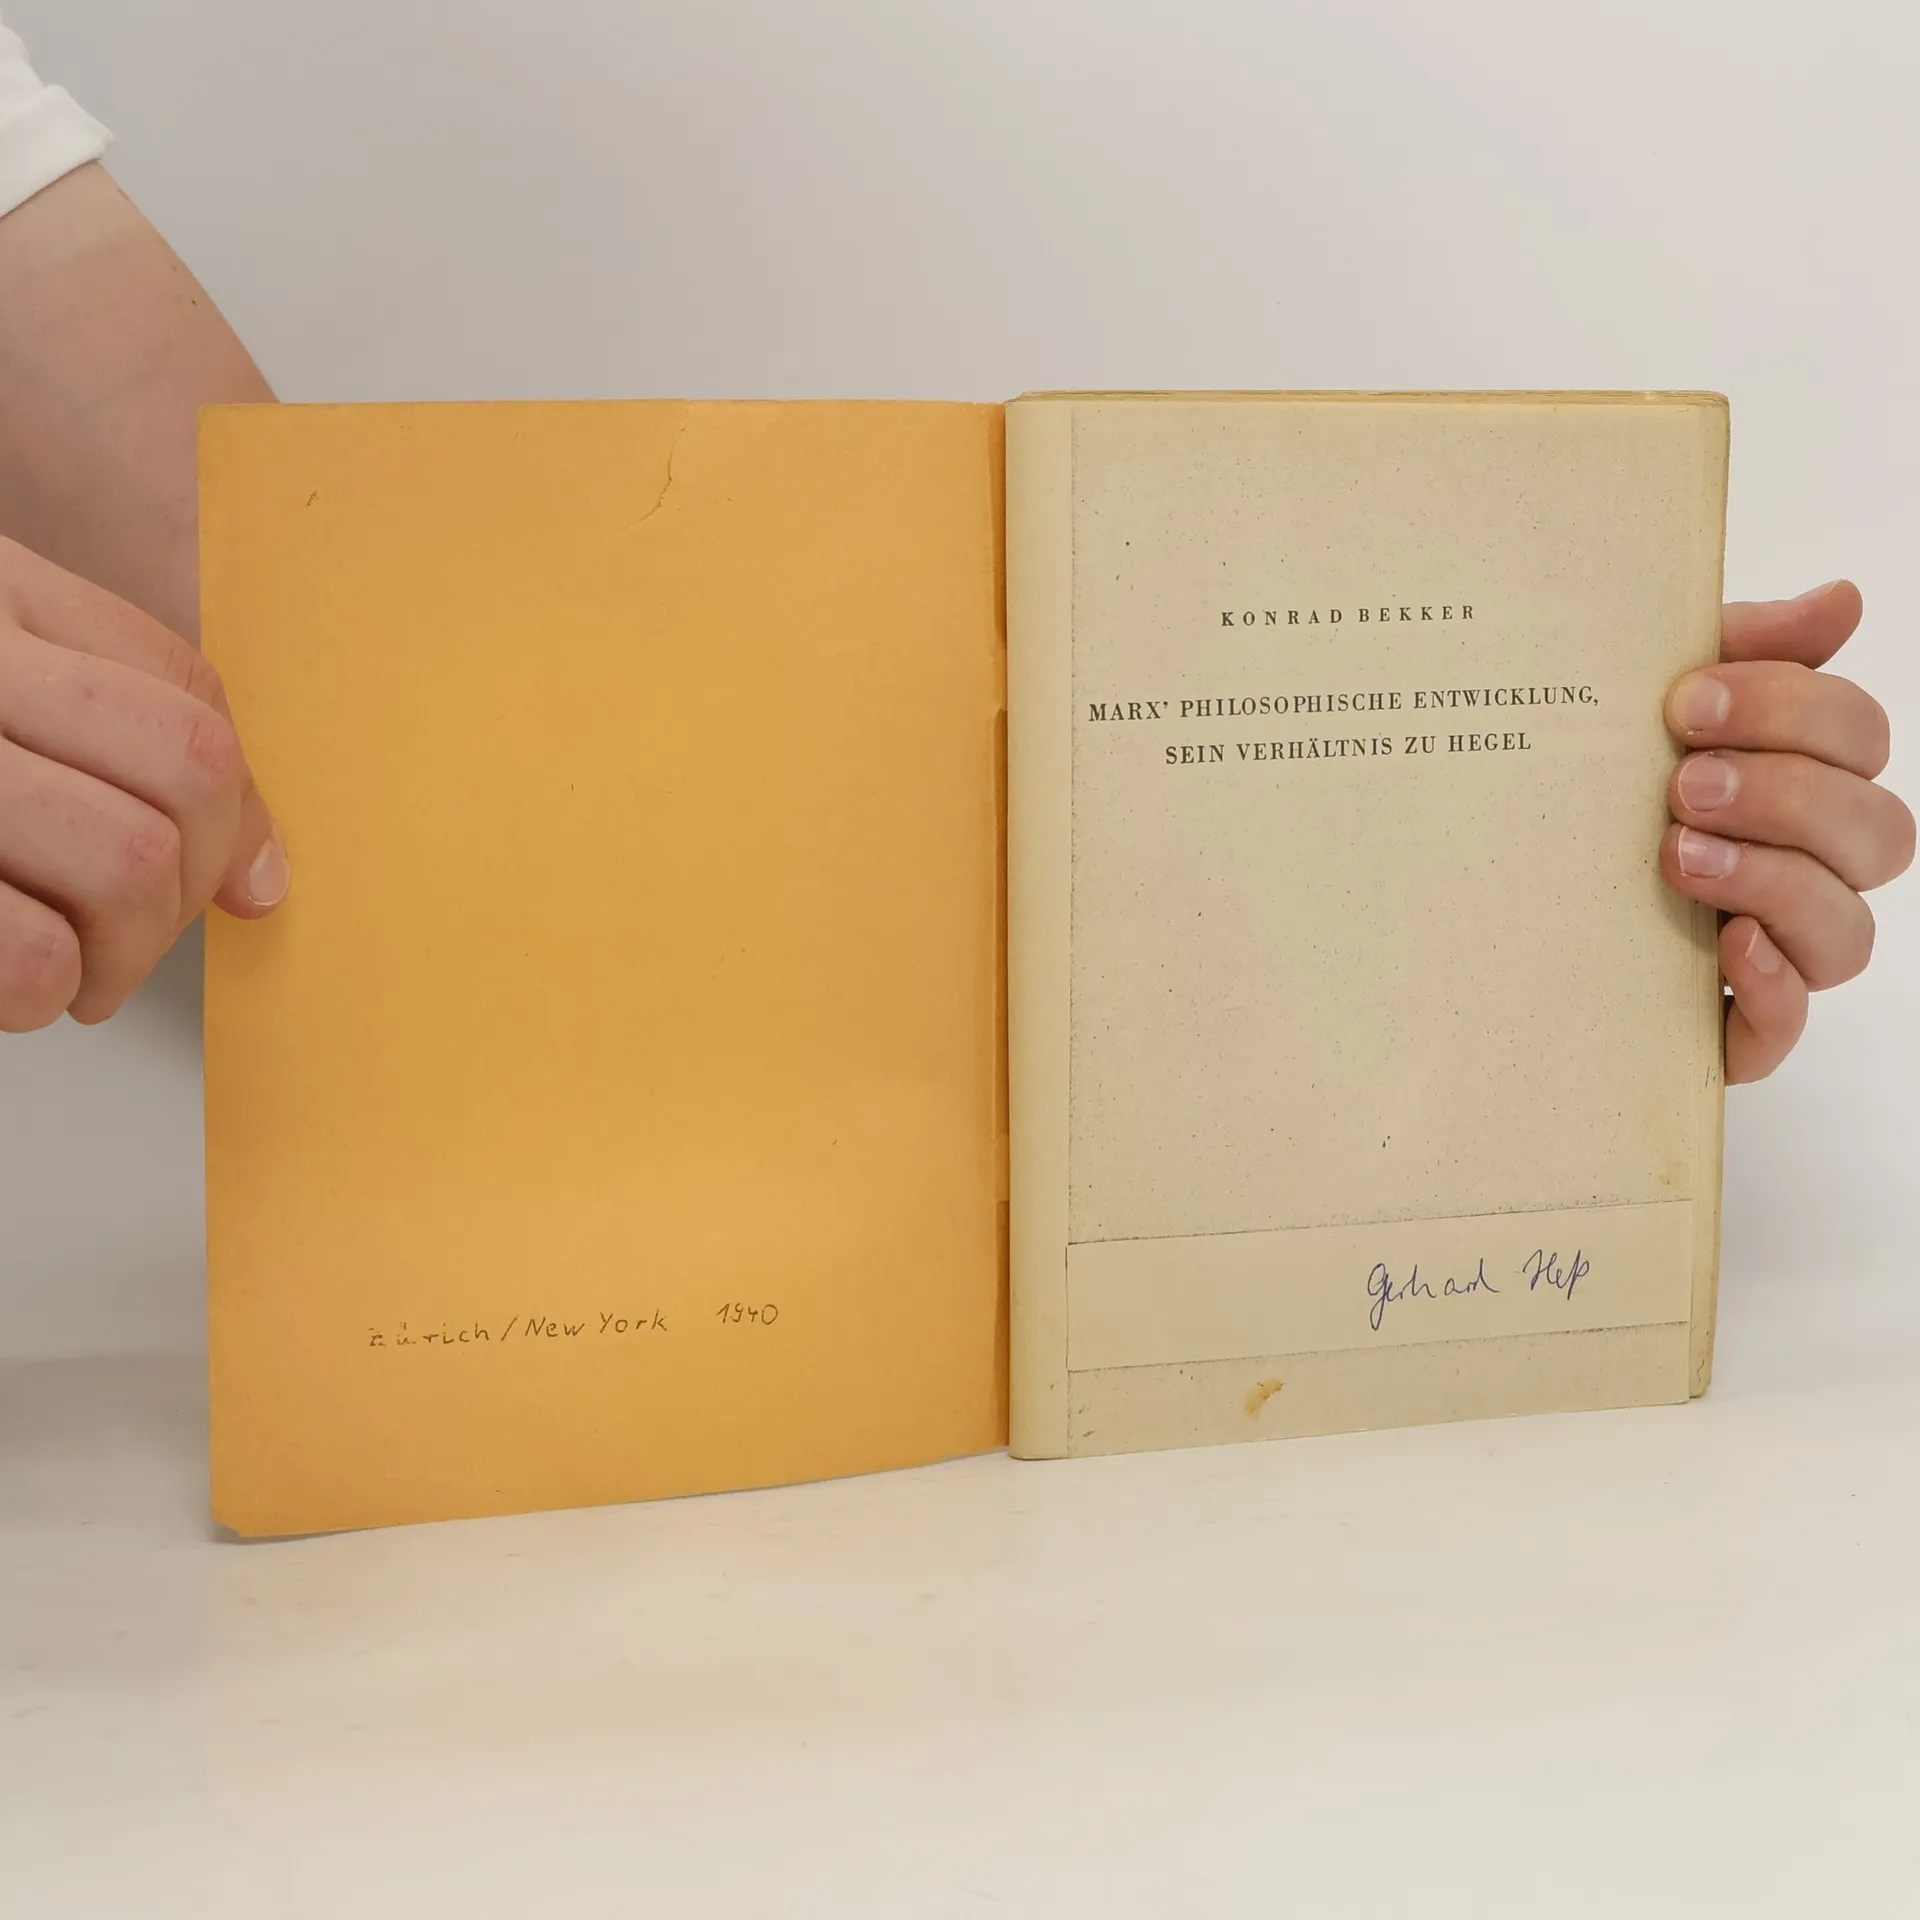 Zürich / New York 1940
KONRAD BEKKER
MARX’ PHILOSOPHISCHE ENTWICKLUNG,
SEIN VERHÄLTNIS ZU HEGEL
Gerhard Heß